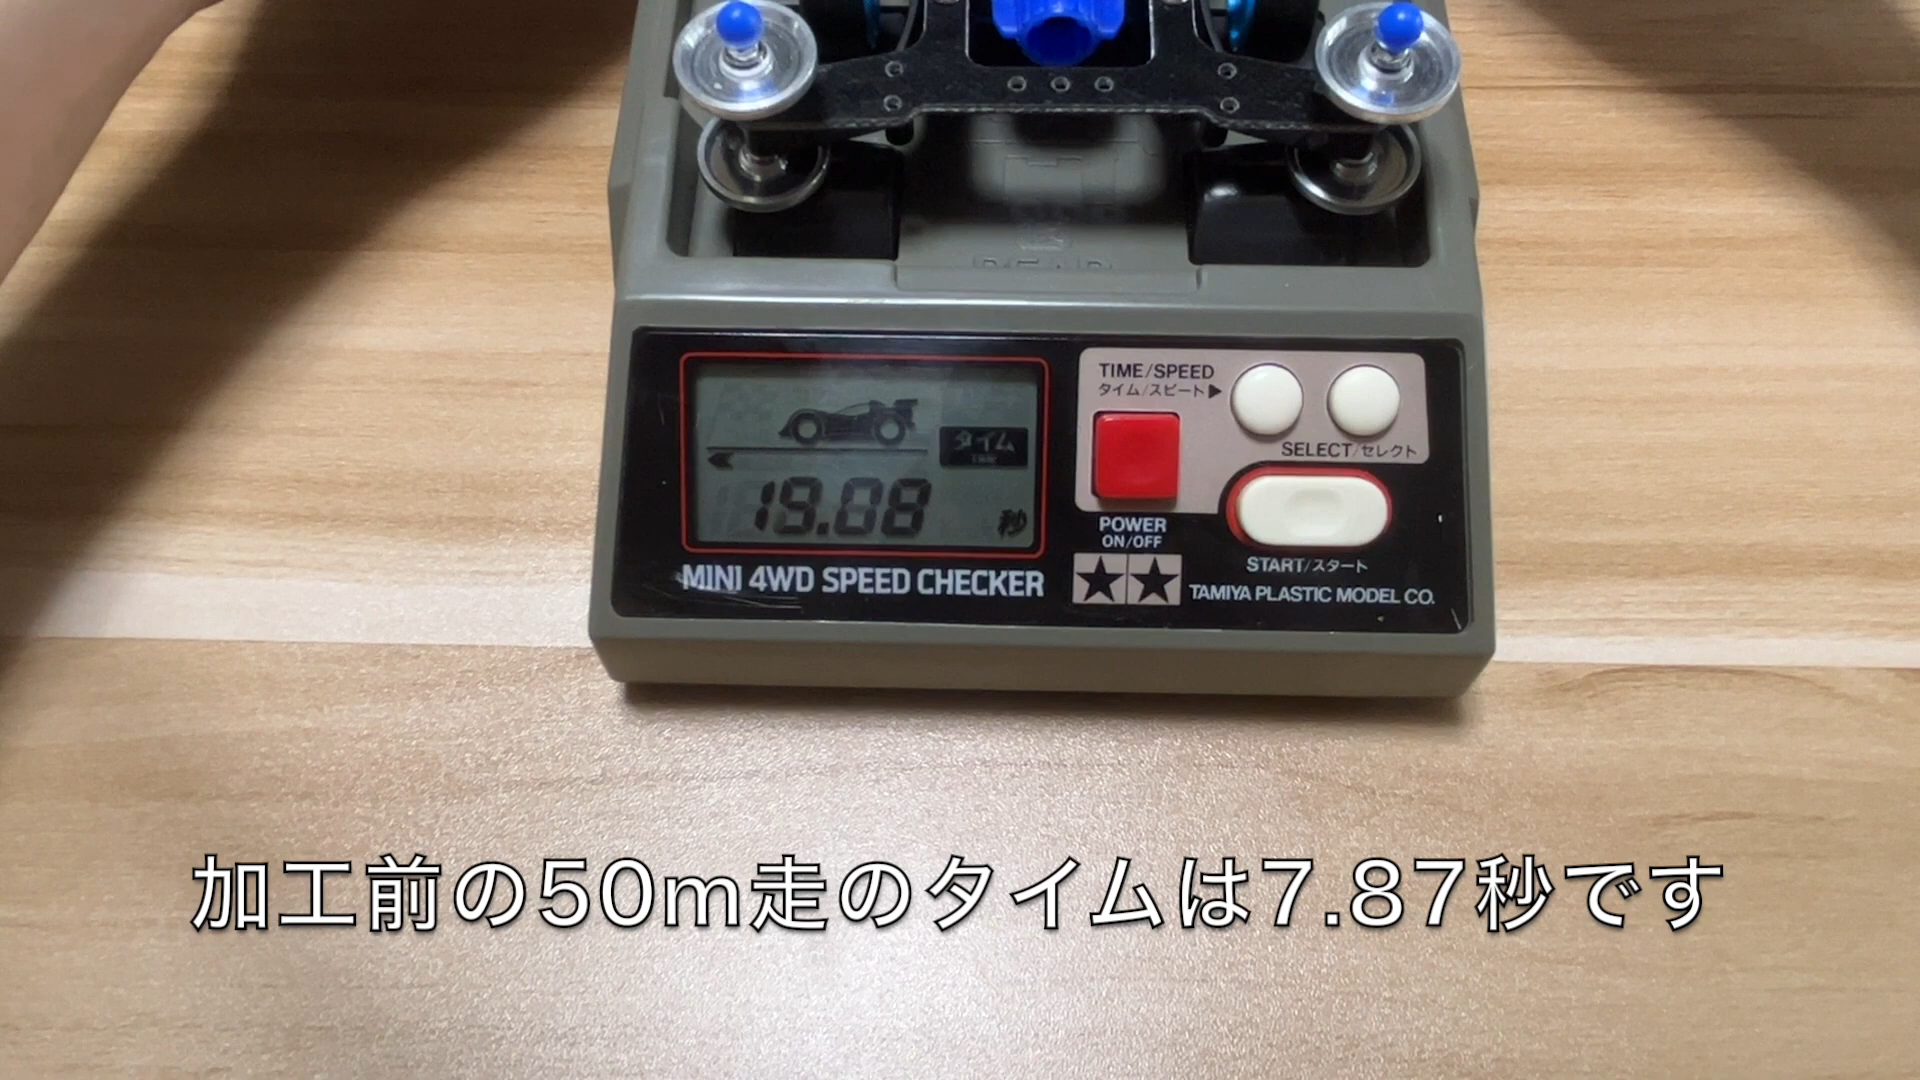 TIME/SPEED
タイム/スピード▶
タイム
TIME
19.08
秒
SELECT/セレクト
POWER
ON/OFF
START/スタート
MINI 4WD SPEED CHECKER
TAMIYA PLASTIC MODEL CO.
加工前の50m走のタイムは7.87秒です